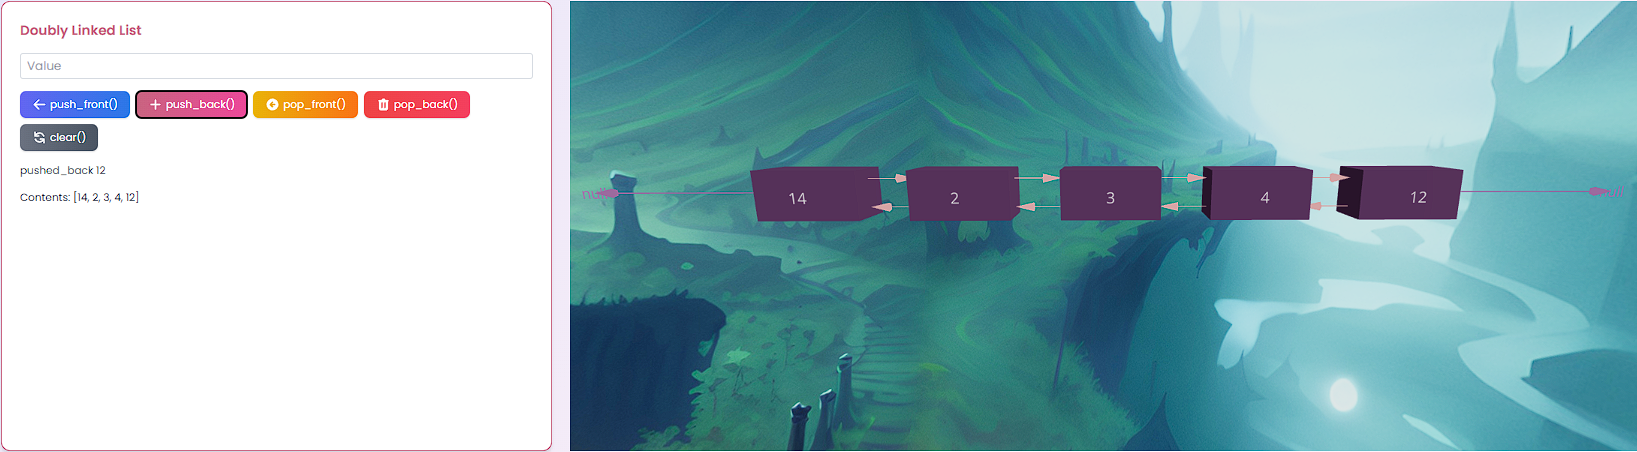 Doubly Linked List
Value
push_front() push_back() pop_front() pop_back()
clear()
pushed_back 12
Contents: [14, 2, 3, 4, 12]
null 14 2 3 4 12